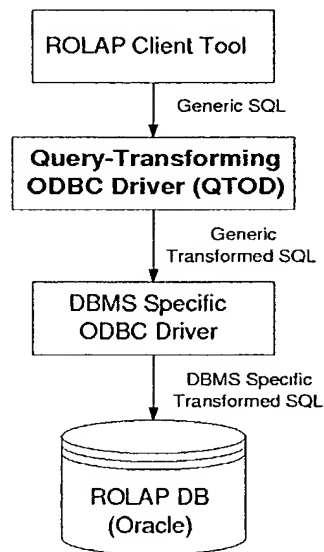 ROLAP Client Tool
Generic SQL
Query-Transforming
ODBC Driver (QTOD)
Generic
Transformed SQL
DBMS Specific
ODBC Driver
DBMS Specific
Transformed SQL
ROLAP DB
(Oracle)